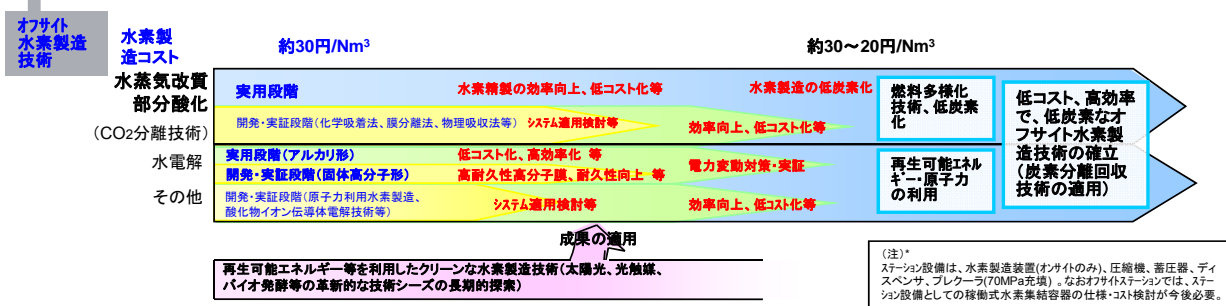 オフサイト
水素製造
技術
水素製
造コスト
約30円/Nm³
約30～20円/Nm³
水蒸気改質
部分酸化
(CO₂分離技術)
水電解
その他
実用段階
水素精製の効率向上、低コスト化等
水素製造の低炭素化
開発・実証段階(化学吸着法、膜分離法、物理吸収法等)
システム適用検討等
効率向上、低コスト化等
実用段階(アルカリ形)
低コスト化、高効率化 等
電力変動対策・実証
開発・実証段階(固体高分子形)
高耐久性高分子膜、耐久性向上 等
開発・実証段階(原子力利用水素製造、
酸化物イオン伝導体電解技術等)
システム適用検討等
効率向上、低コスト化等
燃料多様化
技術、低炭素
化
再生可能エネル
ギー・原子力
の利用
低コスト、高効率
で、低炭素なオ
フサイト水素製
造技術の確立
(炭素分離回収
技術の適用)
成果の適用
再生可能エネルギー等を利用したクリーンな水素製造技術(太陽光、光触媒、
バイオ発酵等の革新的な技術シーズの長期的探索)
(注)*
ステーション設備は、水素製造装置(オンサイトのみ)、圧縮機、蓄圧器、ディ
スペンサ、プレクーラ(70MPa充填) 。なおオフサイトステーションでは、ステー
ション設備としての稼働式水素集結容器の仕様・コスト検討が今後必要。